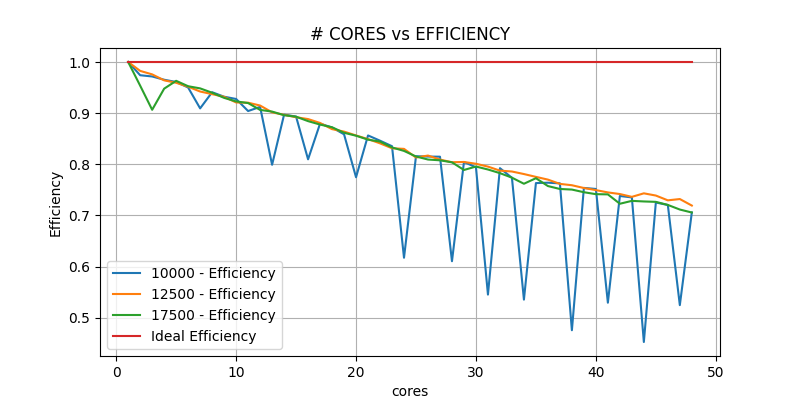 # CORES vs EFFICIENCY
Efficiency
1.0
0.9
0.8
0.7
0.6
0.5
10000 - Efficiency
12500 - Efficiency
17500 - Efficiency
Ideal Efficiency
0 10 20 30 40 50
cores